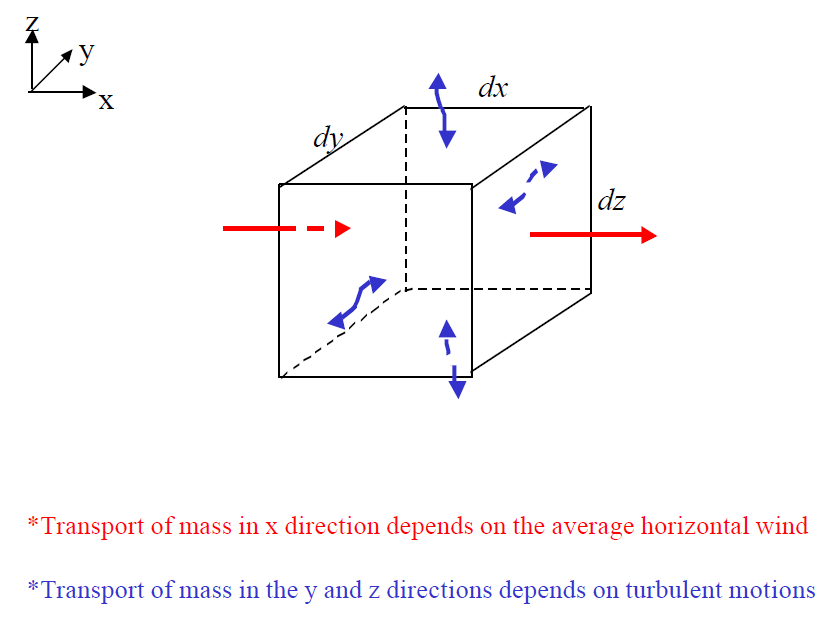 z
y
x
dx
dy
dz
*Transport of mass in x direction depends on the average horizontal wind
*Transport of mass in the y and z directions depends on turbulent motions